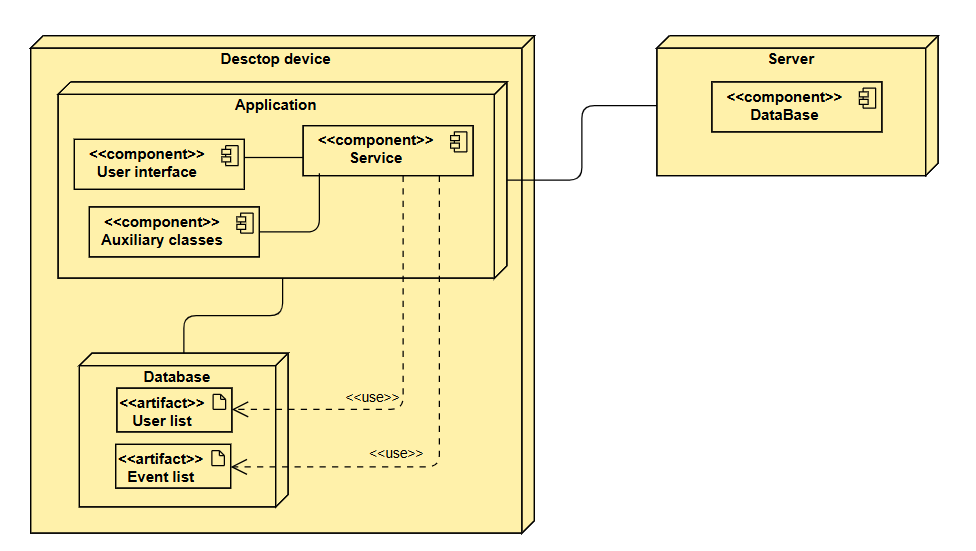 Desctop device
Server
Application
<<component>>
DataBase
<<component>>
Service
<<component>>
User interface
<<component>>
Auxiliary classes
Database
<<artifact>>
User list
<<use>>
<<artifact>>
Event list
<<use>>